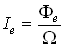 I_e = Φ_e / Ω